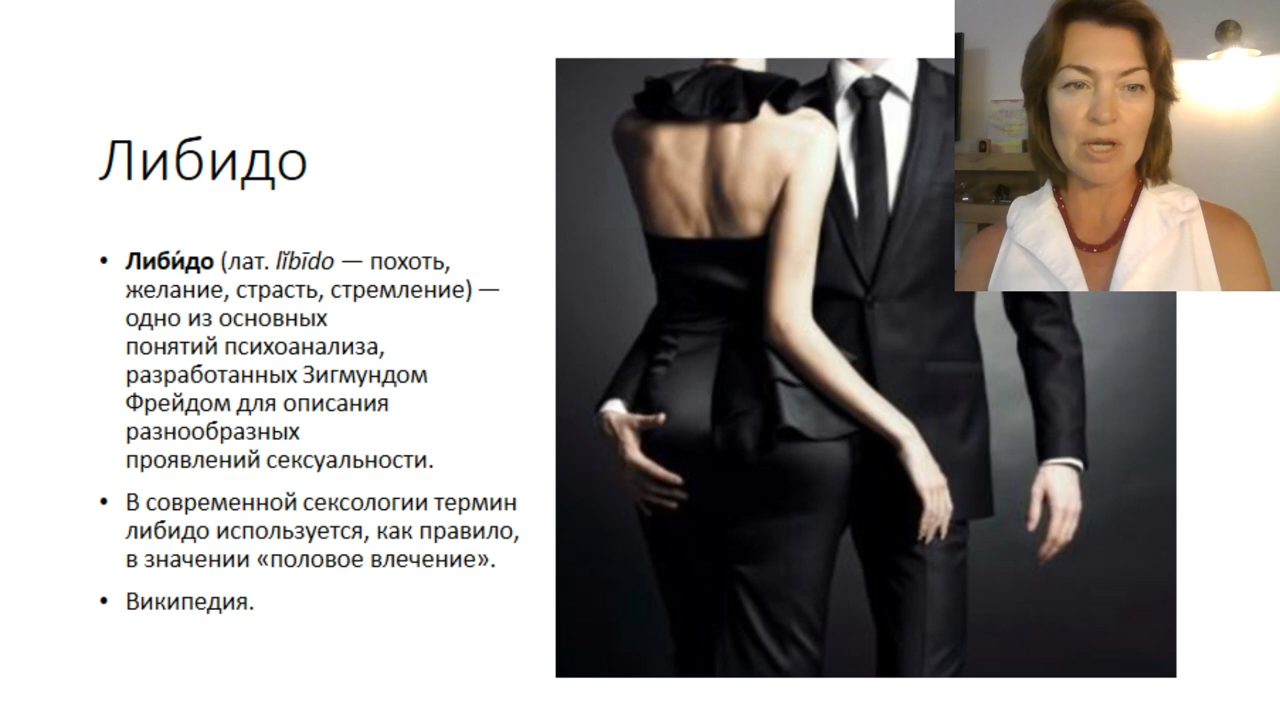 Либидо
• Либи́до (лат. lĭbīdo — похоть,
желание, страсть, стремление) —
одно из основных
понятий психоанализа,
разработанных Зигмундом
Фрейдом для описания
разнообразных
проявлений сексуальности.
• В современной сексологии термин
либидо используется, как правило,
в значении «половое влечение».
• Википедия.